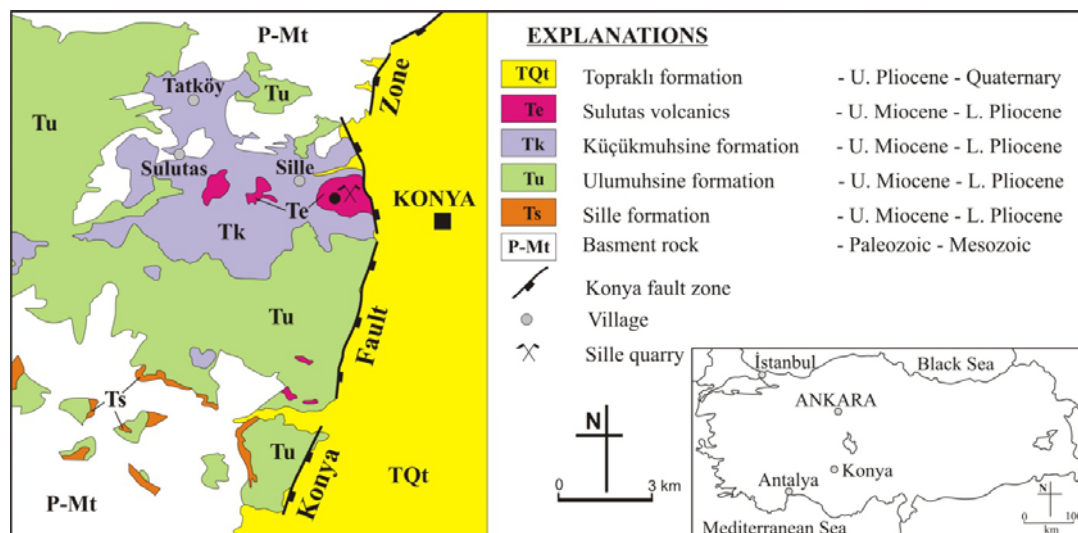 P-Mt
Zone
Tatköy
Tu
Tu
Sulutas
Sille
Te
KONYA
Tk
Tu
Fault
Ts
Tu
Konya
TQt
P-Mt
EXPLANATIONS
TQt Topraklı formation - U. Pliocene - Quaternary
Te Sulutas volcanics - U. Miocene - L. Pliocene
Tk Küçükmuhsine formation - U. Miocene - L. Pliocene
Tu Ulumuhsine formation - U. Miocene - L. Pliocene
Ts Sille formation - U. Miocene - L. Pliocene
P-Mt Basment rock - Paleozoic - Mesozoic
Konya fault zone
Village
Sille quarry
N
0 3 km
İstanbul
Black Sea
ANKARA
Konya
Antalya
Mediterranean Sea
N
0 100
km